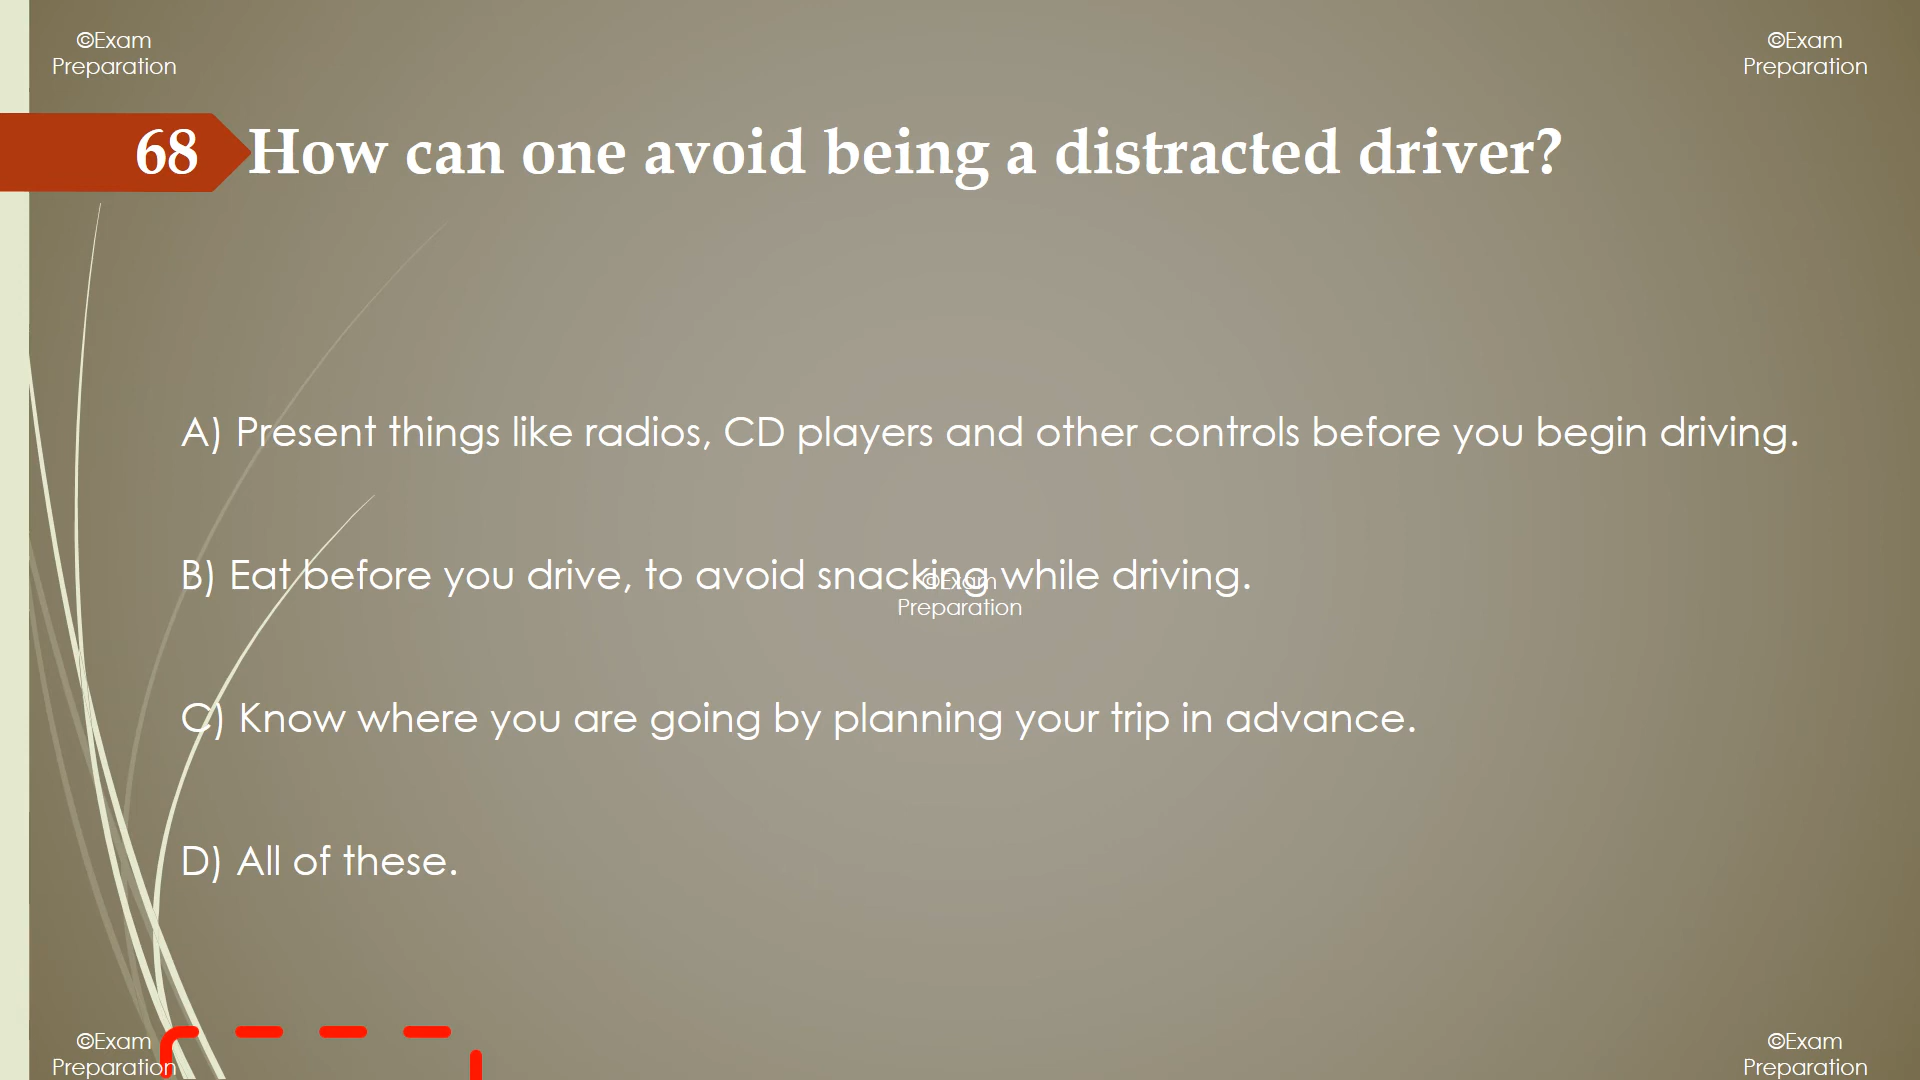 ©Exam
Preparation
©Exam
Preparation
68
How can one avoid being a distracted driver?
A) Present things like radios, CD players and other controls before you begin driving.
B) Eat before you drive, to avoid snacking while driving.
©Exam
Preparation
C) Know where you are going by planning your trip in advance.
D) All of these.
©Exam
Preparation
©Exam
Preparation